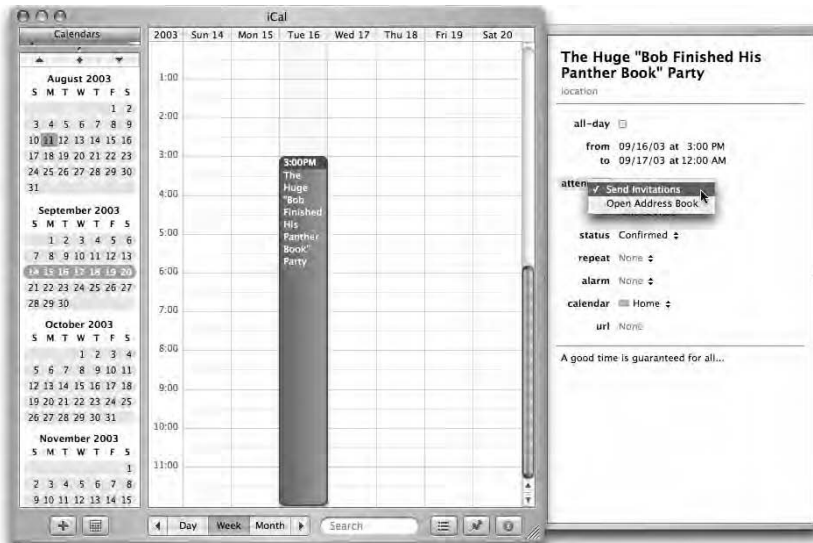 iCal
Calendars
August 2003
S M T W T F S
1 2
3 4 5 6 7 8 9
10 11 12 13 14 15 16
17 18 19 20 21 22 23
24 25 26 27 28 29 30
31
September 2003
S M T W T F S
1 2 3 4 5 6
7 8 9 10 11 12 13
14 15 16 17 18 19 20
21 22 23 24 25 26 27
28 29 30
October 2003
S M T W T F S
1 2 3 4
5 6 7 8 9 10 11
12 13 14 15 16 17 18
19 20 21 22 23 24 25
26 27 28 29 30 31
November 2003
S M T W T F S
1
2 3 4 5 6 7 8
9 10 11 12 13 14 15
2003 Sun 14 Mon 15 Tue 16 Wed 17 Thu 18 Fri 19 Sat 20
1:00
2:00
3:00
4:00
5:00
6:00
7:00
8:00
9:00
10:00
11:00
3:00PM
The
Huge
"Bob
Finished
His
Panther
Book"
Party
Day Week Month Search
The Huge "Bob Finished His
Panther Book" Party
location
all-day
from 09/16/03 at 3:00 PM
to 09/17/03 at 12:00 AM
atten
✓ Send Invitations
Open Address Book
status Confirmed
repeat None
alarm None
calendar Home
url None
A good time is guaranteed for all...